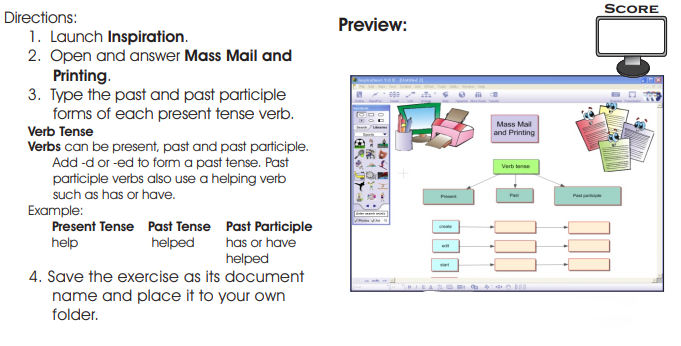 Directions:
1. Launch Inspiration.
2. Open and answer Mass Mail and
Printing.
3. Type the past and past participle
forms of each present tense verb.
Verb Tense
Verbs can be present, past and past participle.
Add -d or -ed to form a past tense. Past
participle verbs also use a helping verb
such as has or have.
Example:
Present Tense Past Tense Past Participle
help helped has or have
helped
4. Save the exercise as its document
name and place it to your own
folder.
Preview:
SCORE
Mass Mail
and Printing
Verb tense
Present Past Past participle
create
edit
start